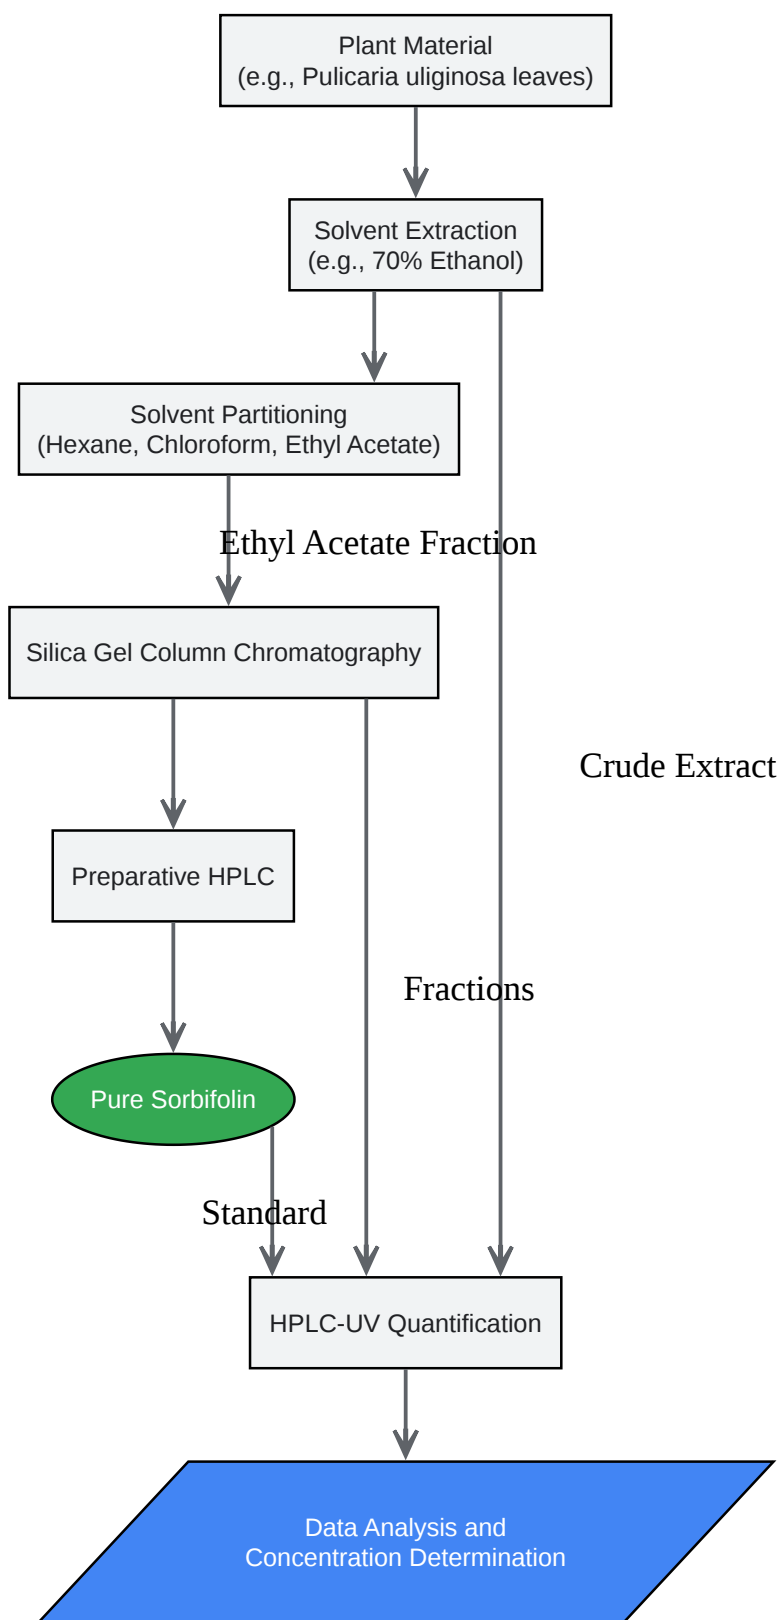 Plant Material
(e.g., Pulicaria uliginosa leaves)
Solvent Extraction
(e.g., 70% Ethanol)
Solvent Partitioning
(Hexane, Chloroform, Ethyl Acetate)
Ethyl Acetate Fraction
Silica Gel Column Chromatography
Crude Extract
Preparative HPLC
Fractions
Pure Sorbifolin
Standard
HPLC-UV Quantification
Data Analysis and
Concentration Determination